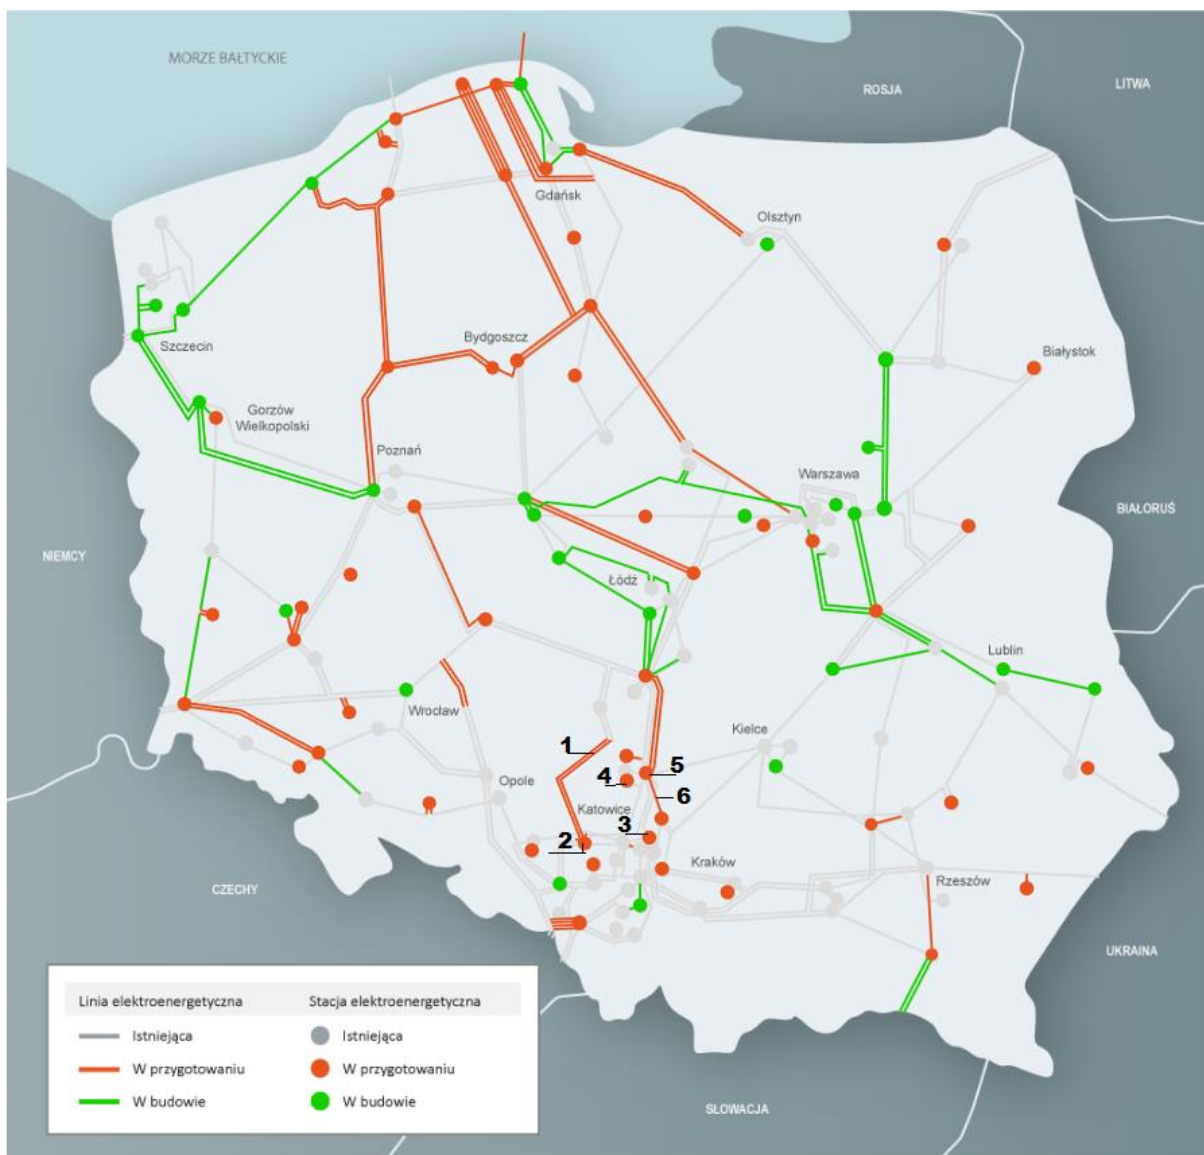 MORZE BAŁTYCKIE
ROSJA
LITWA
Gdańsk
Olsztyn
Białystok
Szczecin
Bydgoszcz
Gorzów
Wielkopolski
Poznań
Warszawa
BIAŁORUŚ
NIEMCY
Łódź
Lublin
Wrocław
Kielce
1
5
4
6
Opole
Katowice
3
2
Kraków
Rzeszów
CZECHY
UKRAINA
SŁOWACJA
Linia elektroenergetyczna
Stacja elektroenergetyczna
Istniejąca
Istniejąca
W przygotowaniu
W przygotowaniu
W budowie
W budowie